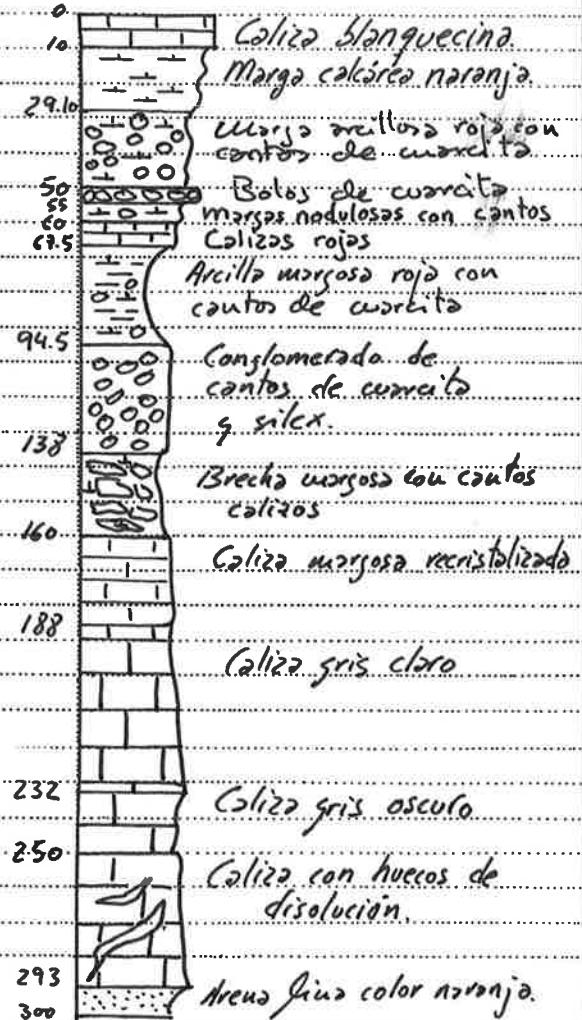 0
Caliza blanquecina.
10
Marga calcárea naranja.
29.10
Marga arcillosa roja con
cantos de cuarcita
50
Bolos de cuarcita
55
Margas nodulosas con cantos
60
Calizas rojas
67.5
Arcilla margosa roja con
cantos de cuarcita
94.5
Conglomerado de
cantos de cuarcita
y silex.
138
Brecha margosa con cantos
calizos
160
Caliza margosa recristalizada
188
Caliza gris claro
232
Caliza gris oscuro
250
Caliza con huecos de
disolución.
293
Arena fina color naranja.
300